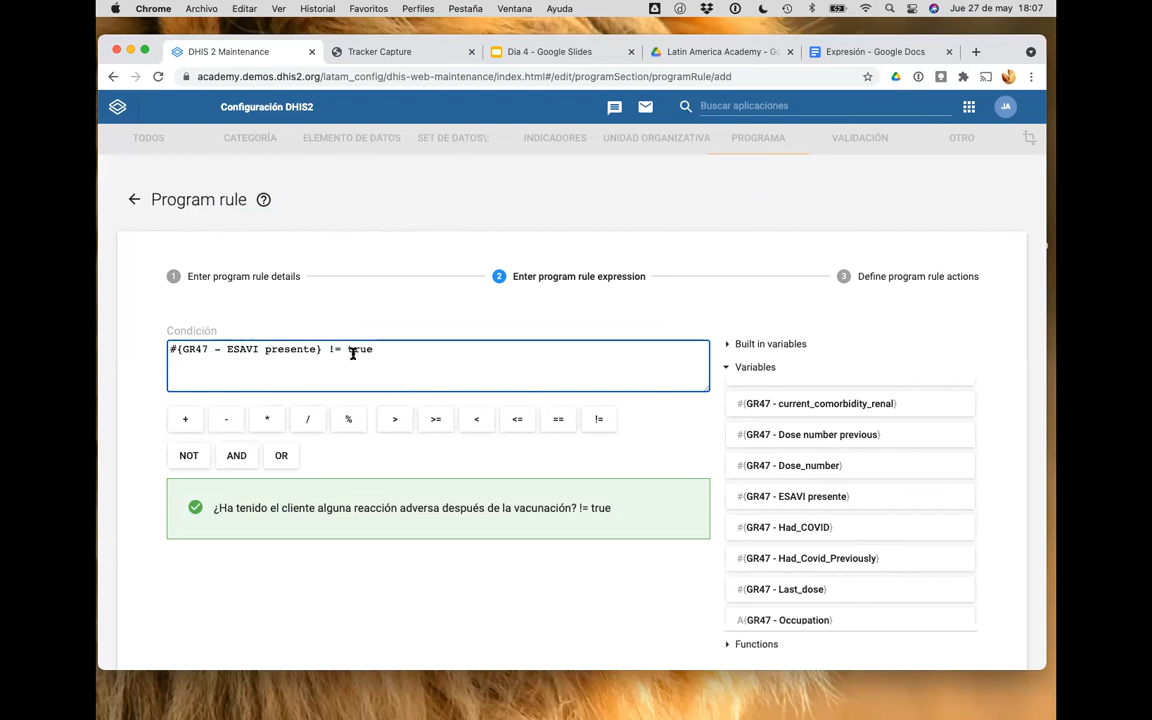 Chrome Archivo Editar Ver Historial Favoritos Perfiles Pestaña Ventana Ayuda Jue 27 de may 18:07
DHIS 2 Maintenance Tracker Capture Dia 4 - Google Slides Latin America Academy - Go Expresión - Google Docs
academy.demos.dhis2.org/latam_config/dhis-web-maintenance/index.html#/edit/programSection/programRule/add
Configuración DHIS2 Buscar aplicaciones JA
TODOS CATEGORÍA ELEMENTO DE DATOS SET DE DATOS\; INDICADORES UNIDAD ORGANIZATIVA PROGRAMA VALIDACIÓN OTRO
Program rule
1 Enter program rule details 2 Enter program rule expression 3 Define program rule actions
Condición
#{GR47 - ESAVI presente} != true
+ - * / % > >= < <= == !=
NOT AND OR
¿Ha tenido el cliente alguna reacción adversa después de la vacunación? != true
Built in variables
Variables
#{GR47 - current_comorbidity_renal}
#{GR47 - Dose number previous}
#{GR47 - Dose_number}
#{GR47 - ESAVI presente}
#{GR47 - Had_COVID}
#{GR47 - Had_Covid_Previously}
#{GR47 - Last_dose}
A{GR47 - Occupation}
Functions